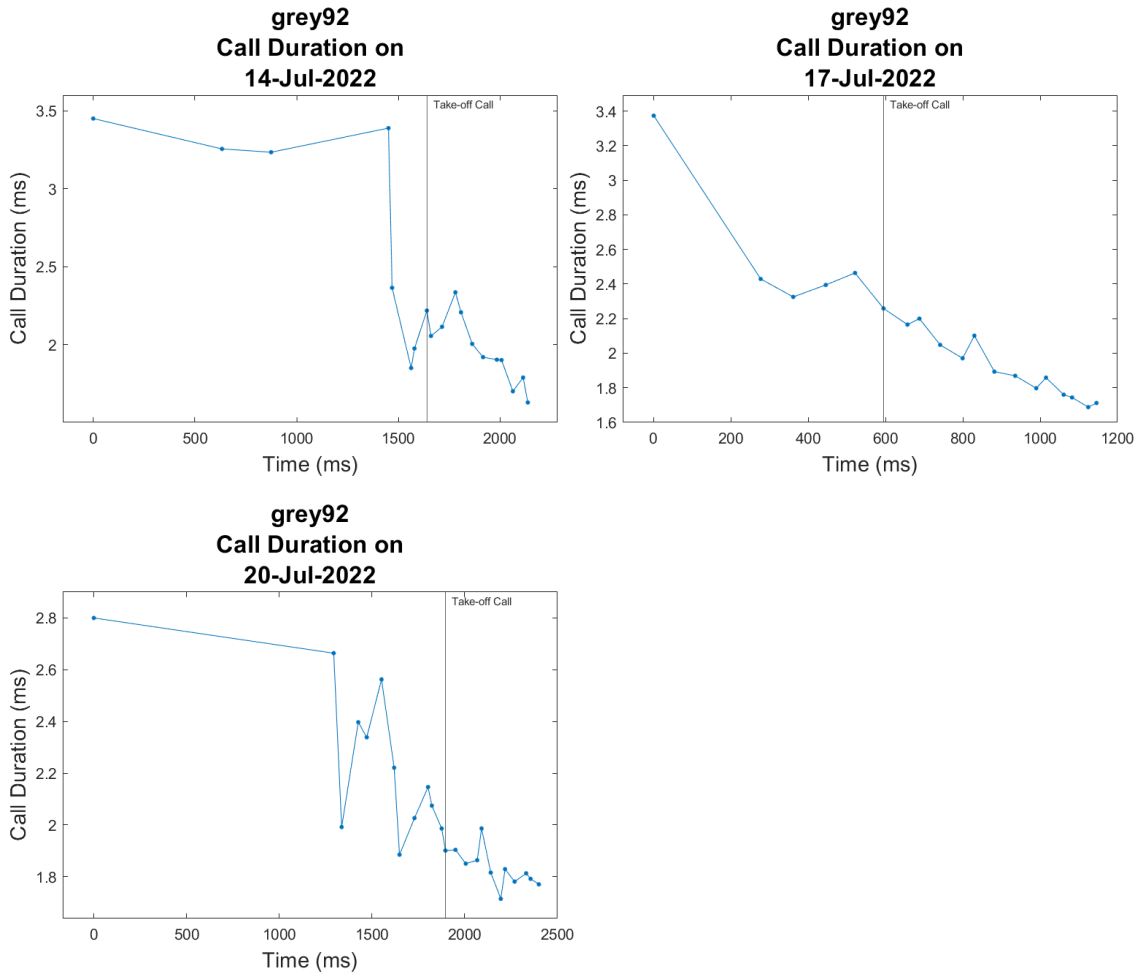 grey92
Call Duration on
14-Jul-2022
Take-off Call
3.5
3
2.5
2
Call Duration (ms)
0
500
1000
1500
2000
Time (ms)
grey92
Call Duration on
17-Jul-2022
Take-off Call
3.4
3.2
3
2.8
2.6
2.4
2.2
2
1.8
1.6
Call Duration (ms)
0
200
400
600
800
1000
1200
Time (ms)
grey92
Call Duration on
20-Jul-2022
Take-off Call
2.8
2.6
2.4
2.2
2
1.8
Call Duration (ms)
0
500
1000
1500
2000
2500
Time (ms)